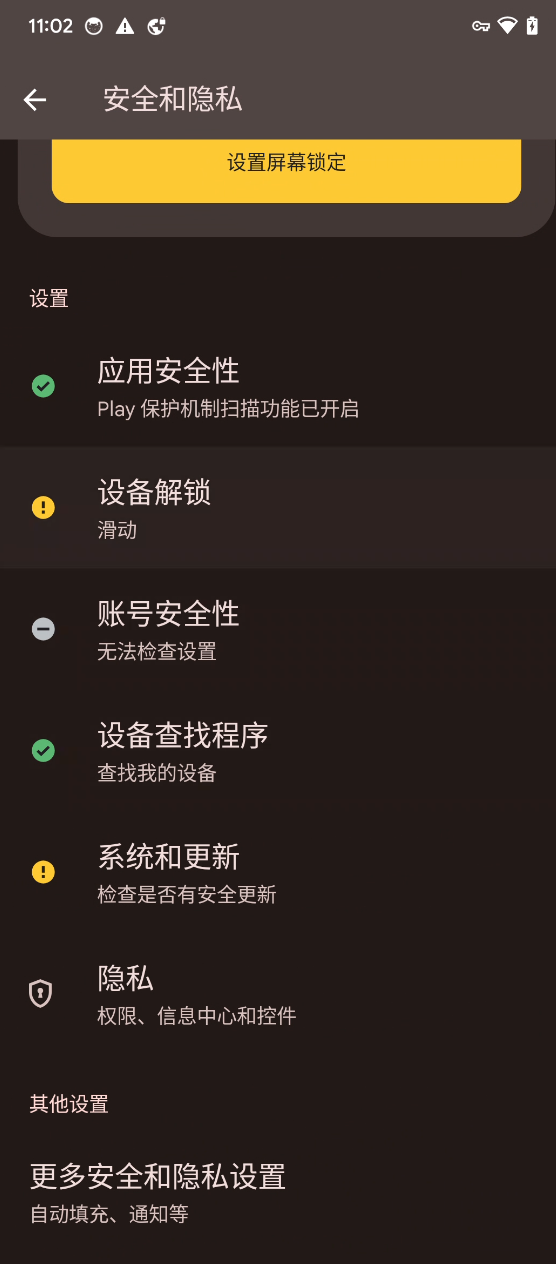 11:02
安全和隐私
设置屏幕锁定
设置
应用安全性
Play 保护机制扫描功能已开启
设备解锁
滑动
账号安全性
无法检查设置
设备查找程序
查找我的设备
系统和更新
检查是否有安全更新
隐私
权限、信息中心和控件
其他设置
更多安全和隐私设置
自动填充、通知等